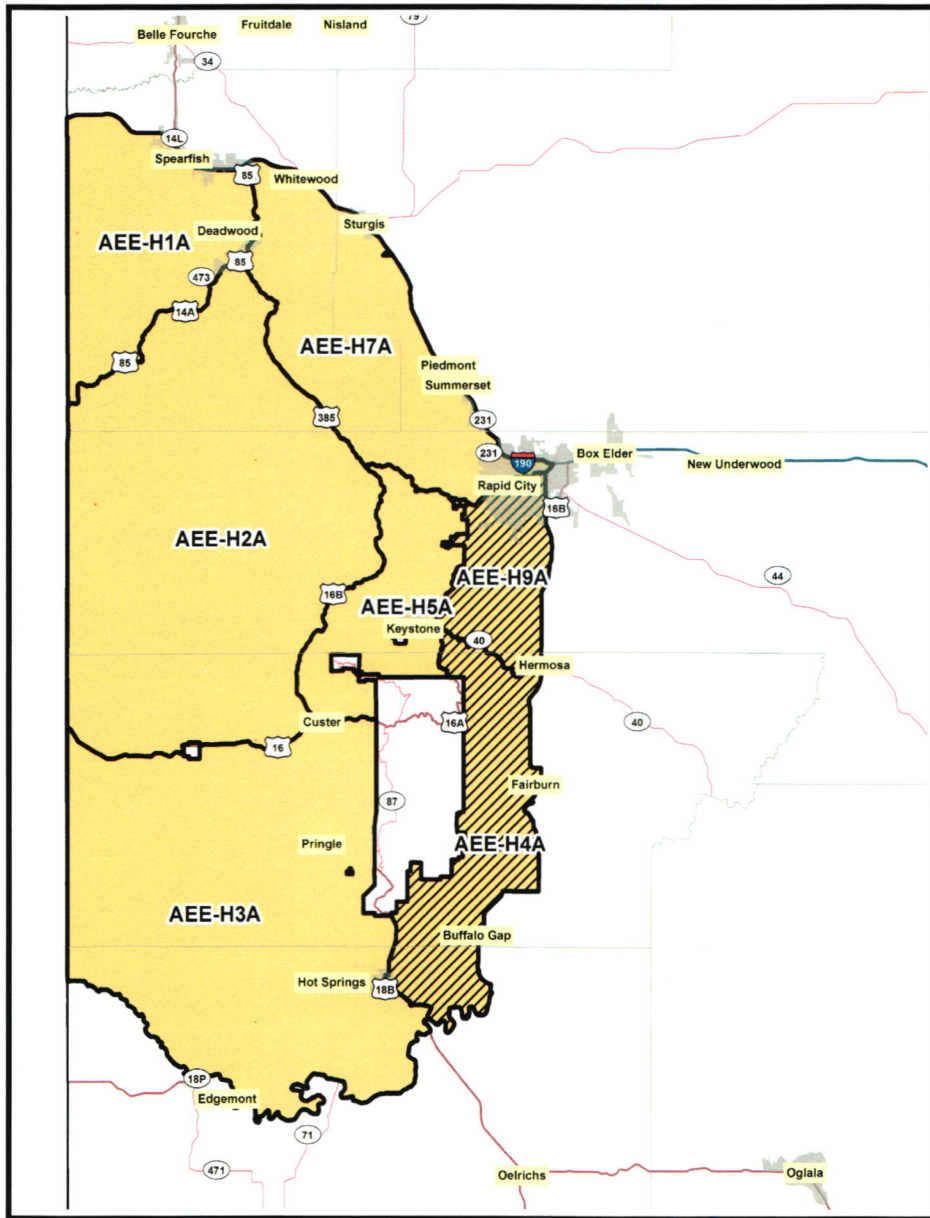 Fruitdale
Nisland
79
Belle Fourche
34
14L
Spearfish
85
Whitewood
Sturgis
Deadwood
AEE-H1A
85
473
14A
AEE-H7A
85
Piedmont
Summerset
385
231
231
190
Box Elder
New Underwood
Rapid City
16B
AEE-H2A
AEE-H9A
44
16B
AEE-H5A
Keystone
40
Hermosa
Custer
16A
40
16
Fairburn
87
Pringle
AEE-H4A
AEE-H3A
Buffalo Gap
Hot Springs
18B
18P
Edgemont
71
471
Oelrichs
Oglala